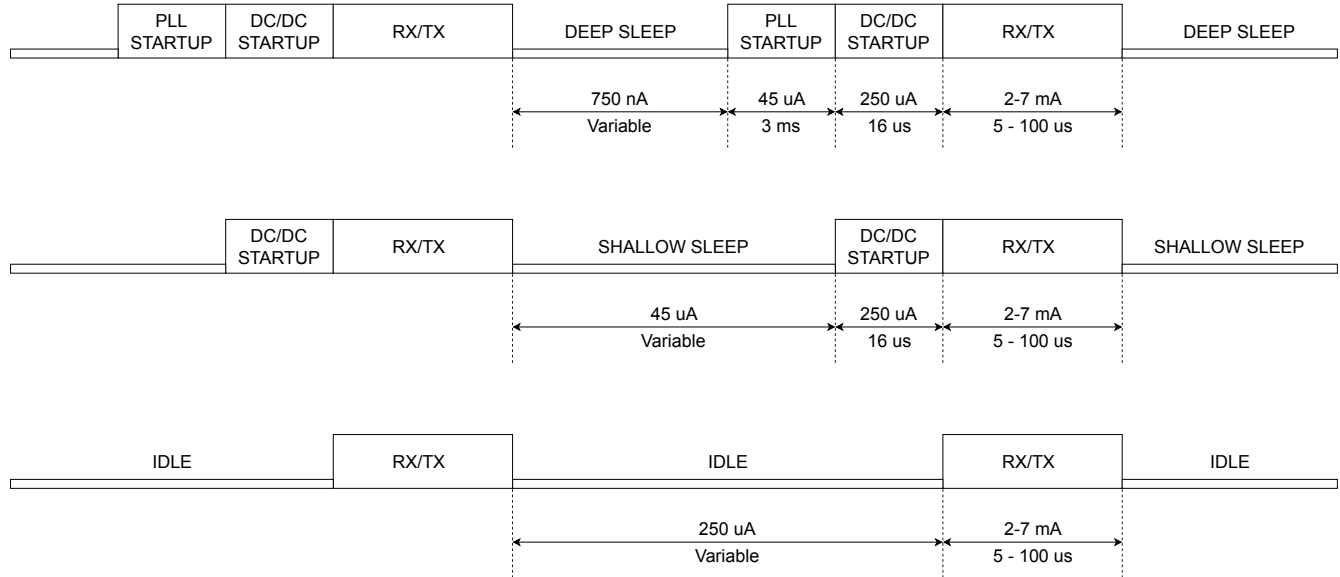 PLL
STARTUP
DC/DC
STARTUP
RX/TX
DEEP SLEEP
PLL
STARTUP
DC/DC
STARTUP
RX/TX
DEEP SLEEP
750 nA
Variable
45 uA
3 ms
250 uA
16 us
2-7 mA
5 - 100 us
DC/DC
STARTUP
RX/TX
SHALLOW SLEEP
DC/DC
STARTUP
RX/TX
SHALLOW SLEEP
45 uA
Variable
250 uA
16 us
2-7 mA
5 - 100 us
IDLE
RX/TX
IDLE
RX/TX
IDLE
250 uA
Variable
2-7 mA
5 - 100 us